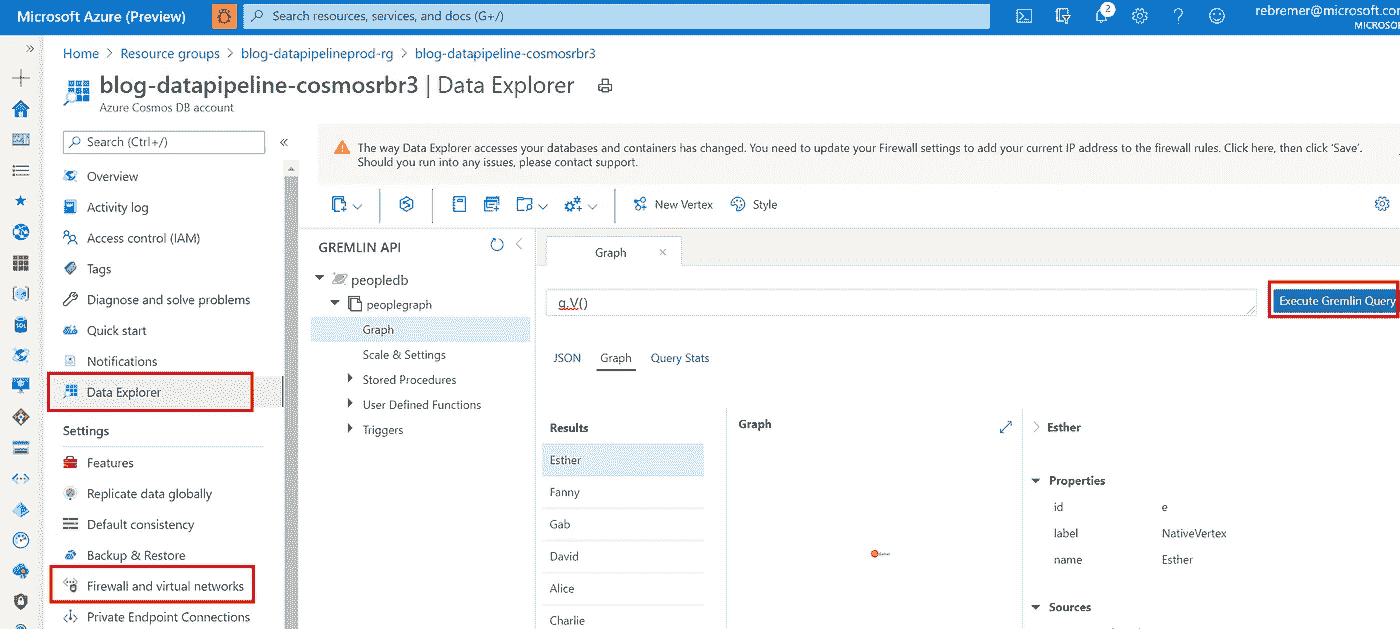 Microsoft Azure (Preview)
Search resources, services, and docs (G+/)
2
rebremer@microsoft.com
MICROSOF
Home > Resource groups > blog-datapipelineprod-rg > blog-datapipeline-cosmosrbr3
blog-datapipeline-cosmosrbr3 | Data Explorer
Azure Cosmos DB account
Search (Ctrl+/)
Overview
Activity log
Access control (IAM)
Tags
Diagnose and solve problems
Quick start
Notifications
Data Explorer
Settings
Features
Replicate data globally
Default consistency
Backup & Restore
Firewall and virtual networks
Private Endpoint Connections
The way Data Explorer accesses your databases and containers has changed. You need to update your Firewall settings to add your current IP address to the firewall rules. Click here, then click 'Save'.
Should you run into any issues, please contact support.
New Vertex
Style
GREMLIN API
peopledb
peoplegraph
Graph
Scale & Settings
Stored Procedures
User Defined Functions
Triggers
Graph
g.V()
Execute Gremlin Query
JSON Graph Query Stats
Results
Esther
Fanny
Gab
David
Alice
Charlie
Graph
Esther
Properties
id e
label NativeVertex
name Esther
Sources